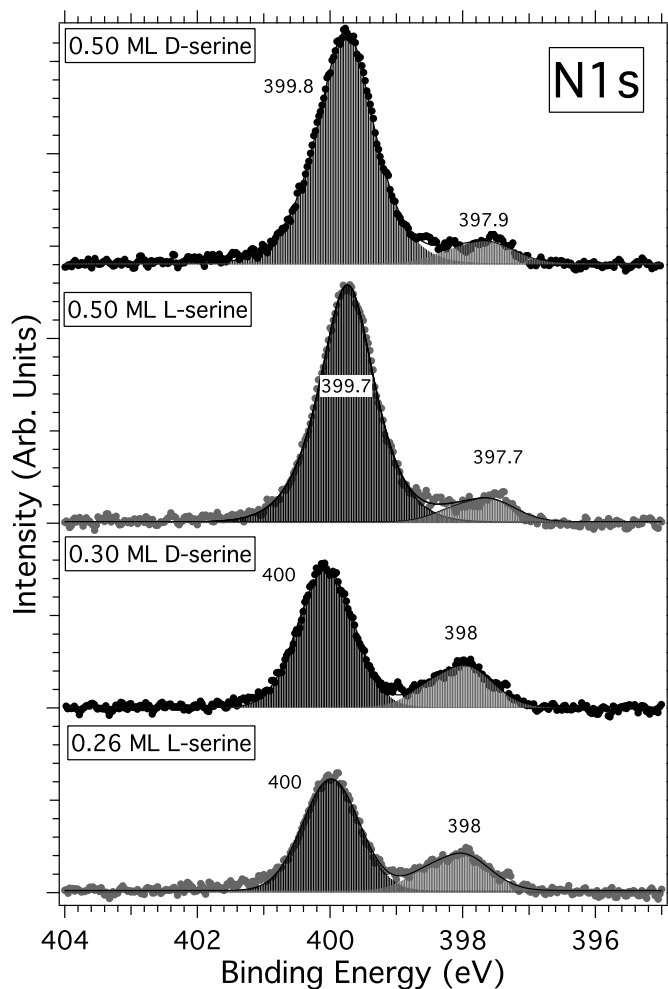 0.50 ML D-serine
N1s
399.8
397.9
0.50 ML L-serine
399.7
397.7
0.30 ML D-serine
400
398
0.26 ML L-serine
400
398
Intensity (Arb. Units)
404 402 400 398 396
Binding Energy (eV)